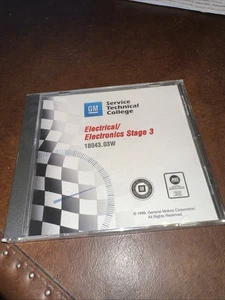 GM
Service
Technical
College
Electrical/
Electronics Stage 3
18043.03W
© 1999, General Motors Corporation
All Rights Reserved